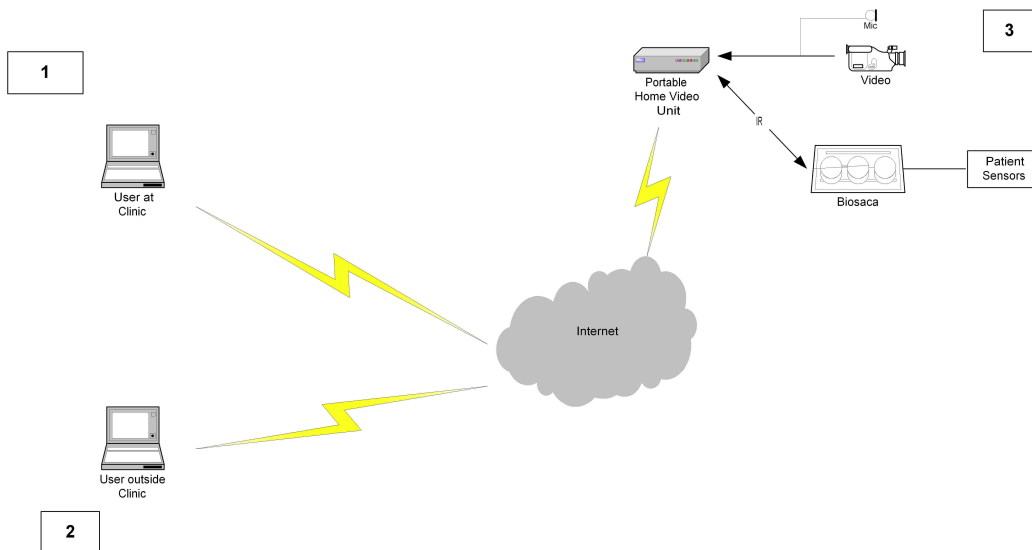 1
User at
Clinic
User outside
Clinic
2
Mic
3
Video
Portable
Home Video
Unit
IR
Biosaca
Patient
Sensors
Internet